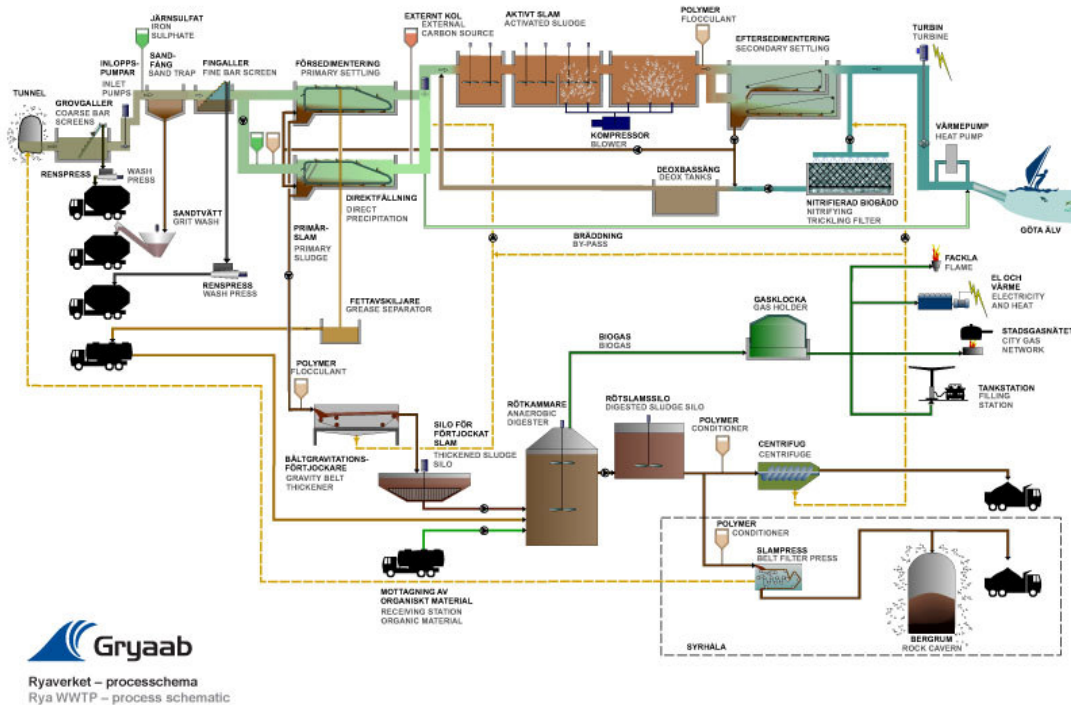 JÄRNSULFAT
IRON
SULPHATE
EXTERNT KOL
EXTERNAL
CARBON SOURCE
AKTIVT SLAM
ACTIVATED SLUDGE
POLYMER
FLOCCULANT
EFTERSEDIMENTERING
SECONDARY SETTLING
TURBIN
TURBINE
INLOPPS-
PUMPAR
INLET
PUMPS
SAND-
FÅNG
SAND TRAP
FINGALLER
FINE BAR SCREEN
FÖRSEDIMENTERING
PRIMARY SETTLING
TUNNEL
GROVGALLER
COARSE BAR
SCREENS
KOMPRESSOR
BLOWER
VÄRMEPUMP
HEAT PUMP
RENSPRESS
WASH
PRESS
DEOXBASSÄNG
DEOX TANKS
SANDTVÄTT
GRIT WASH
DIREKTFÄLLNING
DIRECT
PRECIPITATION
NITRIFIERAD BIOBÄDD
NITRIFYING
TRICKLING FILTER
GÖTA ÄLV
PRIMÄR-
SLAM
PRIMARY
SLUDGE
BRÄDDNING
BY-PASS
RENSPRESS
WASH PRESS
FACKLA
FLAME
EL OCH
VÄRME
ELECTRICITY
AND HEAT
FETTAVSKILJARE
GREASE SEPARATOR
GASKLOCKA
GAS HOLDER
STADSGASNÄTET
CITY GAS
NETWORK
BIOGAS
BIOGAS
POLYMER
FLOCCULANT
TANKSTATION
FILLING
STATION
RÖTKAMMARE
ANAEROBIC
DIGESTER
RÖTSLAMSSILO
DIGESTED SLUDGE SILO
SILO FÖR
FÖRTJOCKAT
SLAM
THICKENED SLUDGE
SILO
POLYMER
CONDITIONER
CENTRIFUG
CENTRIFUGE
BÄLTGRAVITATIONS-
FÖRTJOCKARE
GRAVITY BELT
THICKENER
POLYMER
CONDITIONER
SLAMPRESS
BELT FILTER PRESS
MOTTAGNING AV
ORGANISKT MATERIAL
RECEIVING STATION
ORGANIC MATERIAL
BERGRUM
ROCK CAVERN
SYRHÅLA
Gryaab
Ryaverket – processchema
Rya WWTP – process schematic